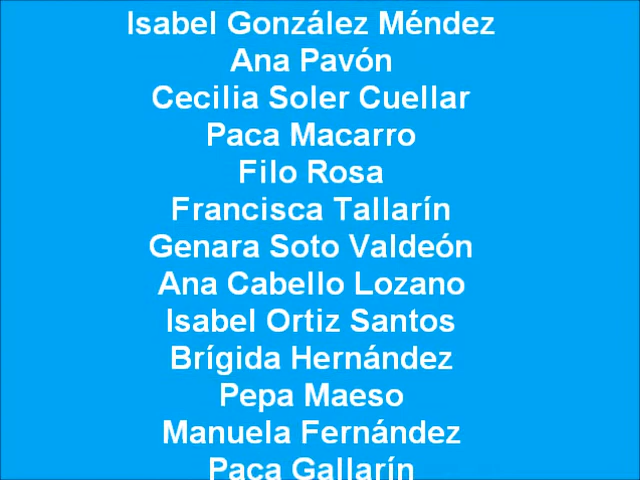 Isabel González Méndez
Ana Pavón
Cecilia Soler Cuellar
Paca Macarro
Filo Rosa
Francisca Tallarín
Genara Soto Valdeón
Ana Cabello Lozano
Isabel Ortiz Santos
Brígida Hernández
Pepa Maeso
Manuela Fernández
Paca Gallarín